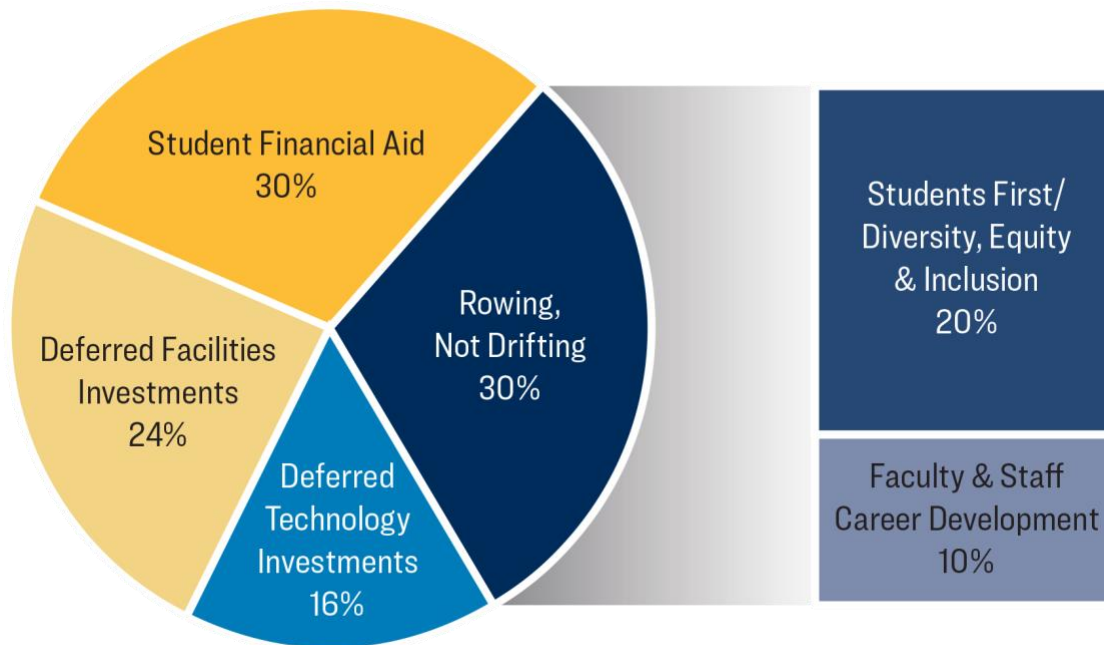 Student Financial Aid
30%
Deferred Facilities
Investments
24%
Deferred
Technology
Investments
16%
Rowing,
Not Drifting
30%
Students First/
Diversity, Equity
& Inclusion
20%
Faculty & Staff
Career Development
10%